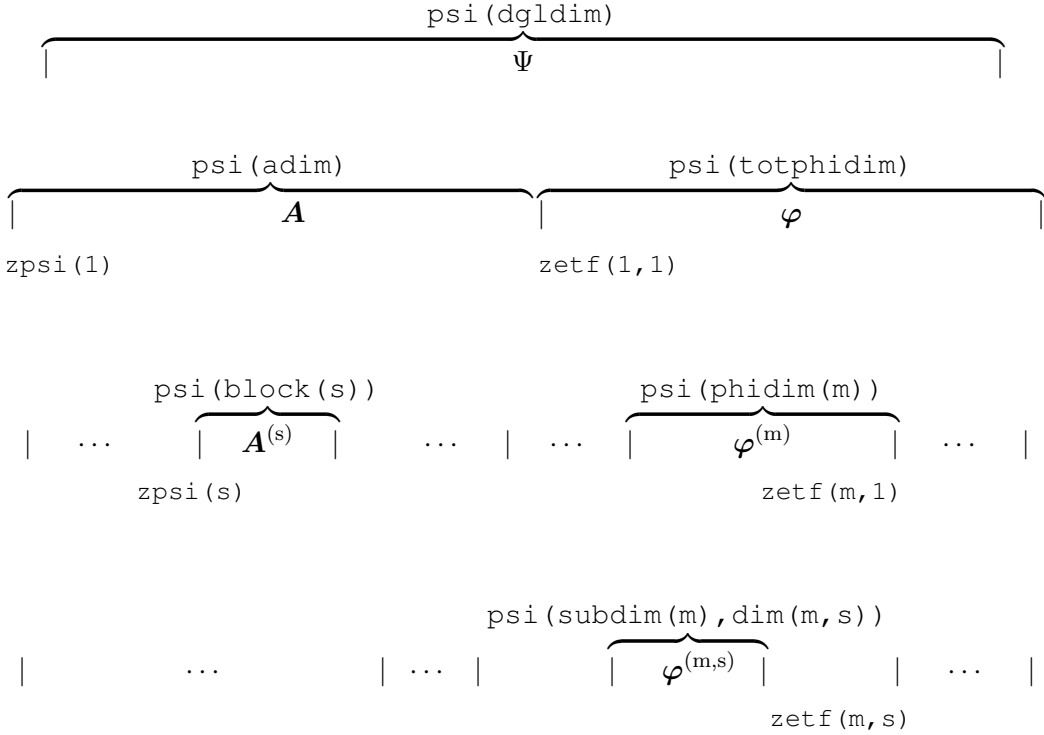 psi(dgldim)
| Ψ |
psi(adim) psi(totphidim)
| A | φ |
zpsi(1) zetf(1,1)
psi(block(s)) psi(phidim(m))
| ··· | A^(s) | ··· | ··· | φ^(m) | ··· |
zpsi(s) zetf(m,1)
psi(subdim(m),dim(m,s))
| ··· | ··· | | φ^(m,s) | | ··· |
zetf(m,s)